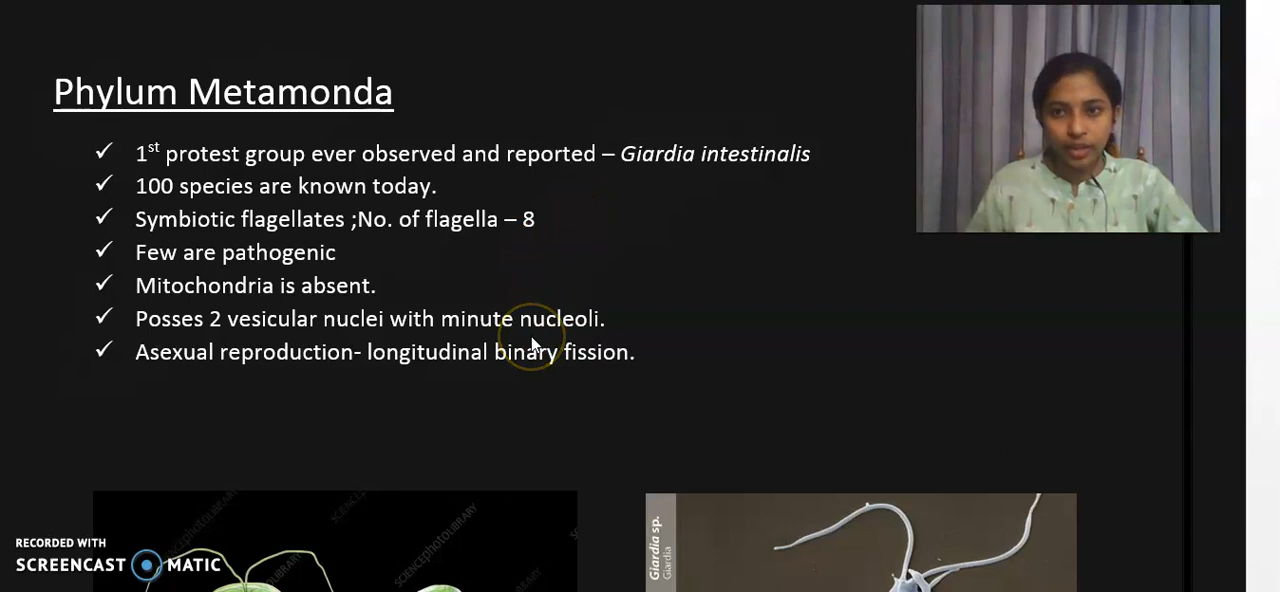 Phylum Metamonda
✓ 1st protest group ever observed and reported – Giardia intestinalis
✓ 100 species are known today.
✓ Symbiotic flagellates ;No. of flagella – 8
✓ Few are pathogenic
✓ Mitochondria is absent.
✓ Posses 2 vesicular nuclei with minute nucleoli.
✓ Asexual reproduction- longitudinal binary fission.
SCIENCEphotoLIBRARY
Giardia sp.
Giardia
RECORDED WITH
SCREENCAST MATIC